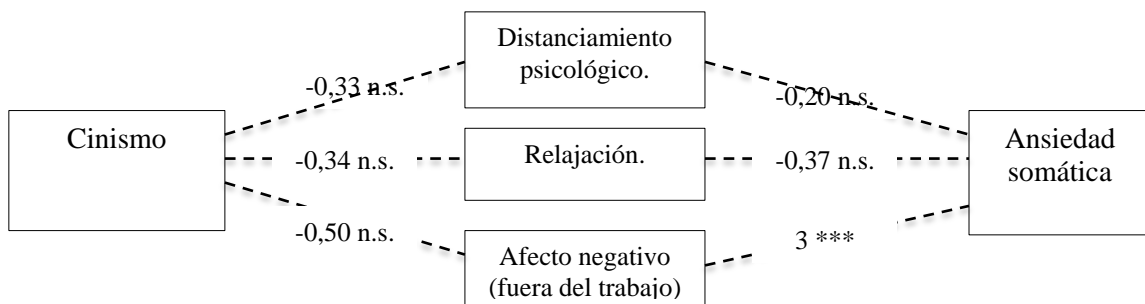 Distanciamiento
psicológico.
-0,33 n.s.
-0,20 n.s.
Cinismo
Ansiedad
somática
-0,34 n.s.
Relajación.
-0,37 n.s.
-0,50 n.s.
3 ***
Afecto negativo
(fuera del trabajo)